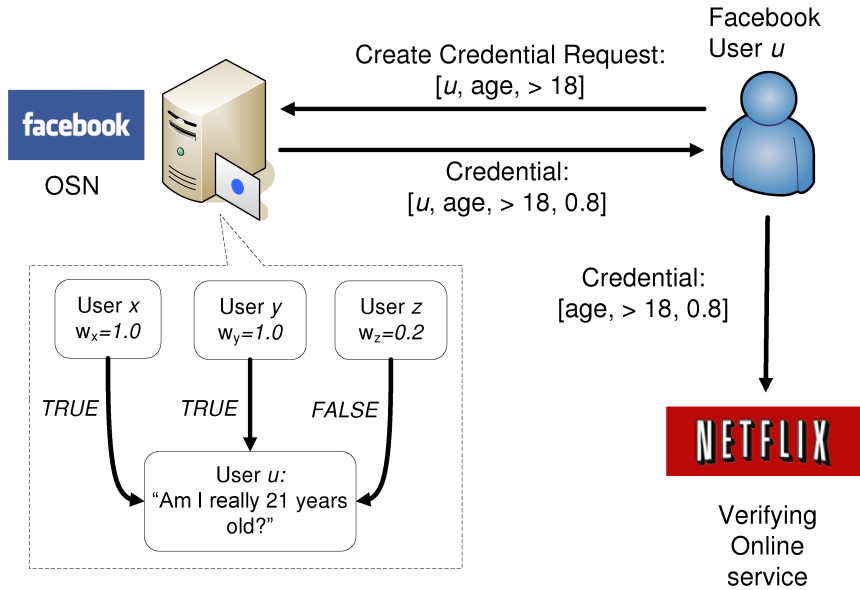 Facebook
User u
Create Credential Request:
[u, age, > 18]
facebook
OSN
Credential:
[u, age, > 18, 0.8]
User x
wx=1.0
User y
wy=1.0
User z
wz=0.2
Credential:
[age, > 18, 0.8]
TRUE
TRUE
FALSE
NETFLIX
User u:
“Am I really 21 years
old?”
Verifying
Online
service